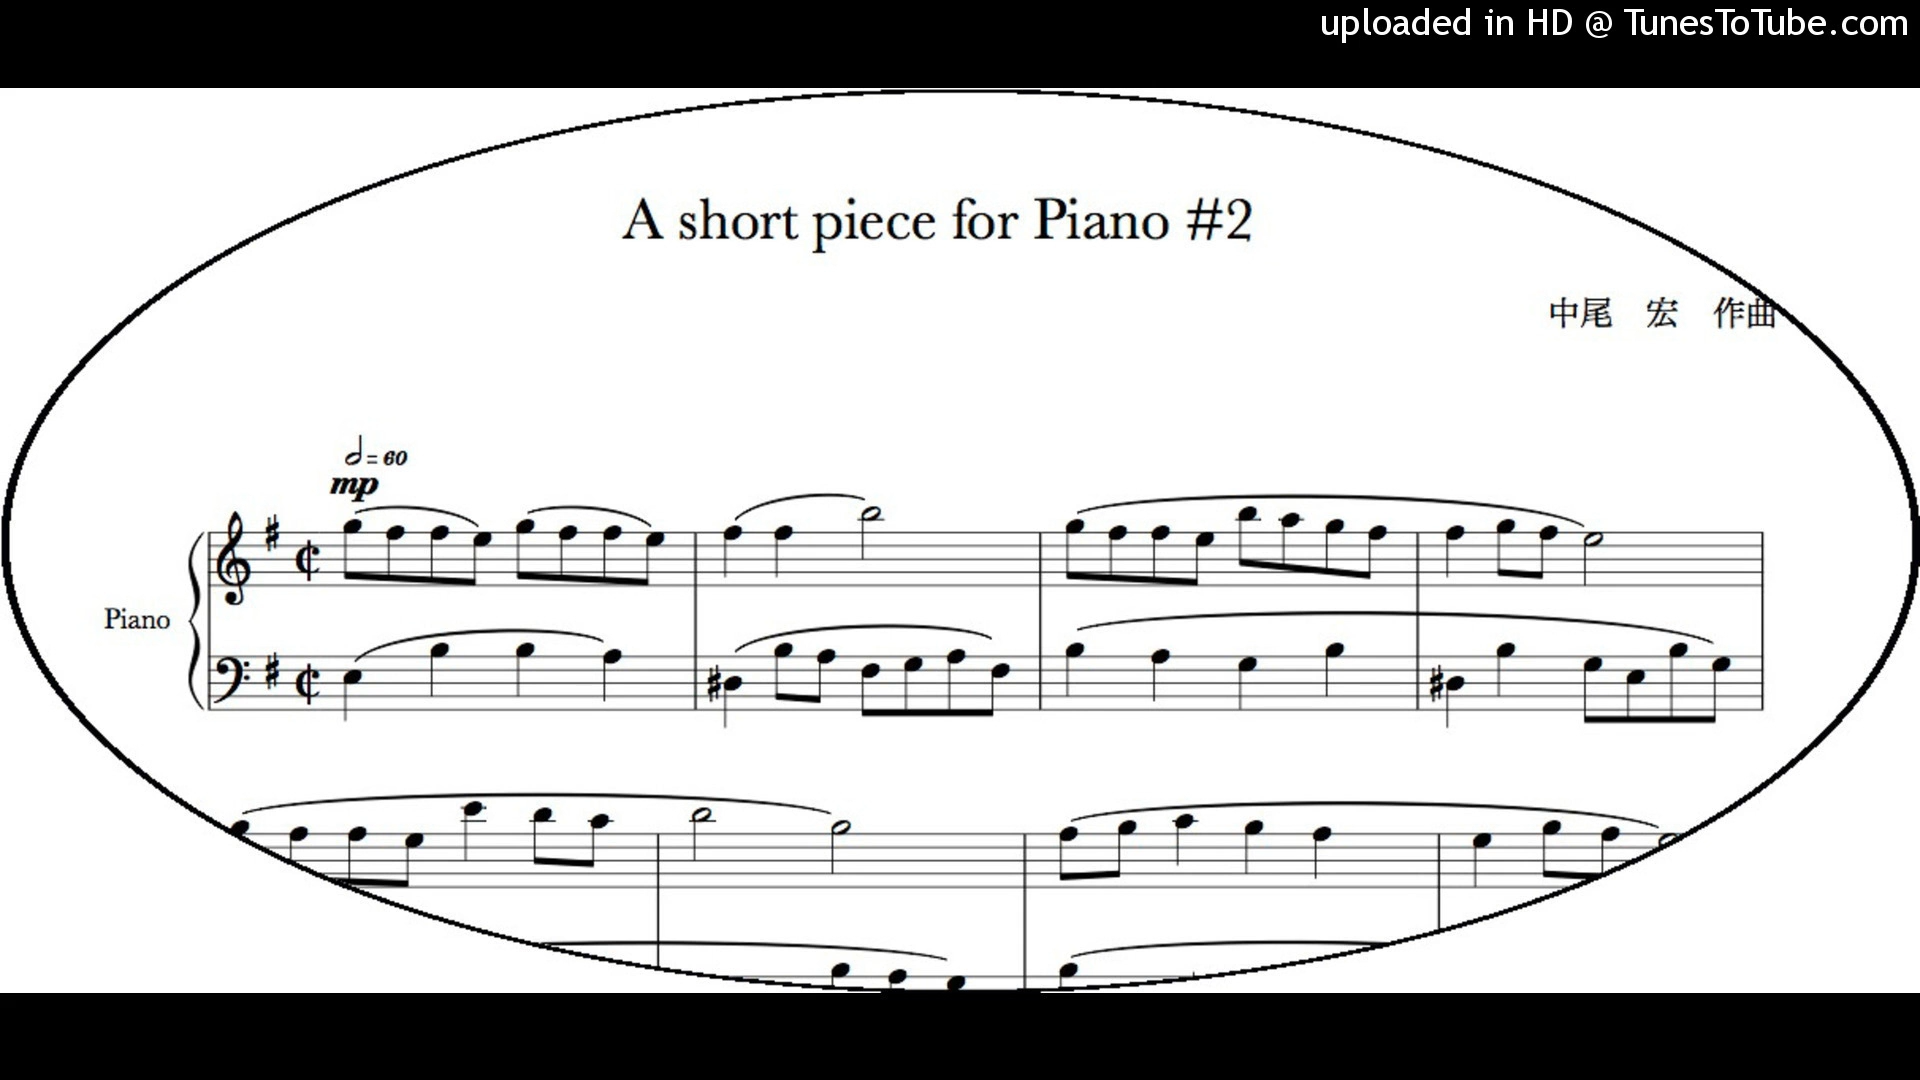 uploaded in HD @ TunesToTube.com
A short piece for Piano #2
中尾　宏　作曲
= 60
mp
Piano